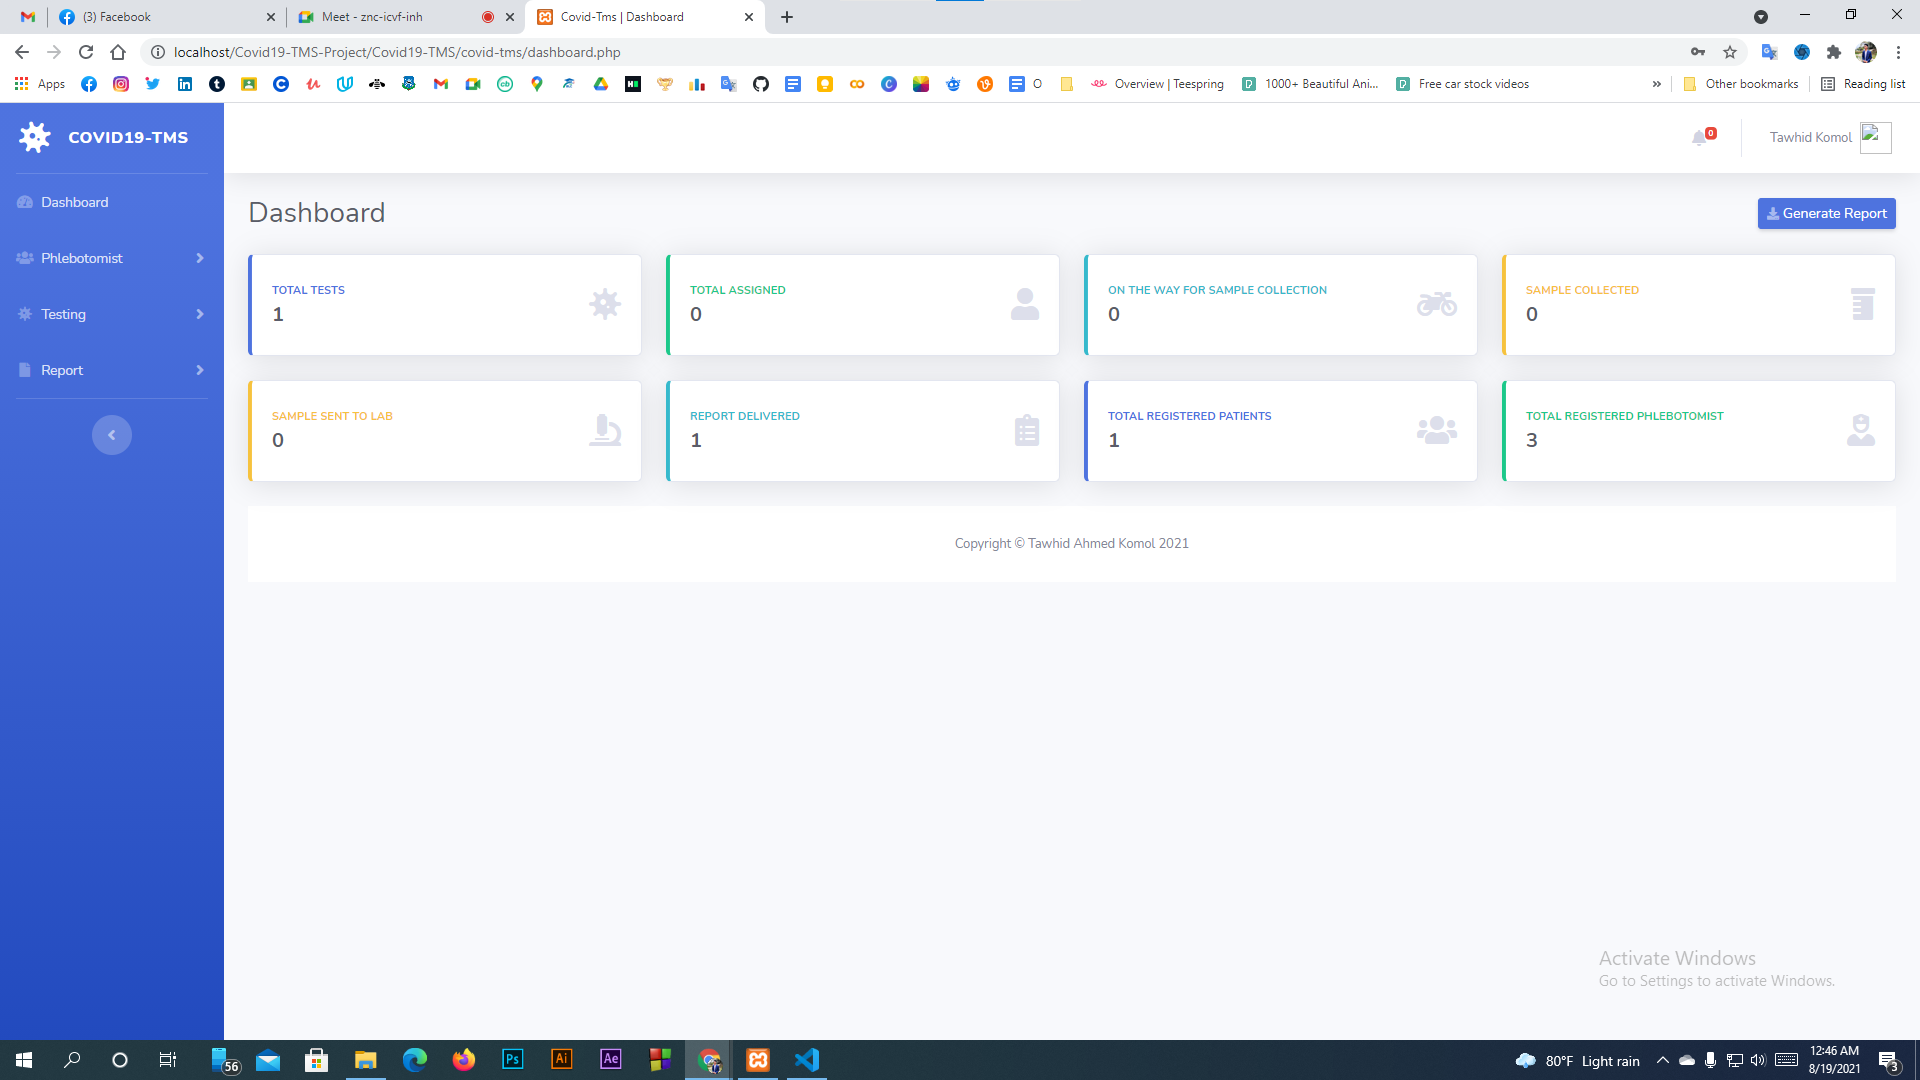 (3) Facebook
Meet - znc-icvf-inh
Covid-Tms | Dashboard
localhost/Covid19-TMS-Project/Covid19-TMS/covid-tms/dashboard.php
Apps
O
Overview | Teespring
1000+ Beautiful Ani...
Free car stock videos
»
Other bookmarks
Reading list
COVID19-TMS
0
Tawhid Komol
Dashboard
Phlebotomist
Testing
Report
Dashboard
Generate Report
TOTAL TESTS
1
TOTAL ASSIGNED
0
ON THE WAY FOR SAMPLE COLLECTION
0
SAMPLE COLLECTED
0
SAMPLE SENT TO LAB
0
REPORT DELIVERED
1
TOTAL REGISTERED PATIENTS
1
TOTAL REGISTERED PHLEBOTOMIST
3
Copyright © Tawhid Ahmed Komol 2021
Activate Windows
Go to Settings to activate Windows.
56
Ps
Ai
Ae
80°F Light rain
12:46 AM
8/19/2021
3